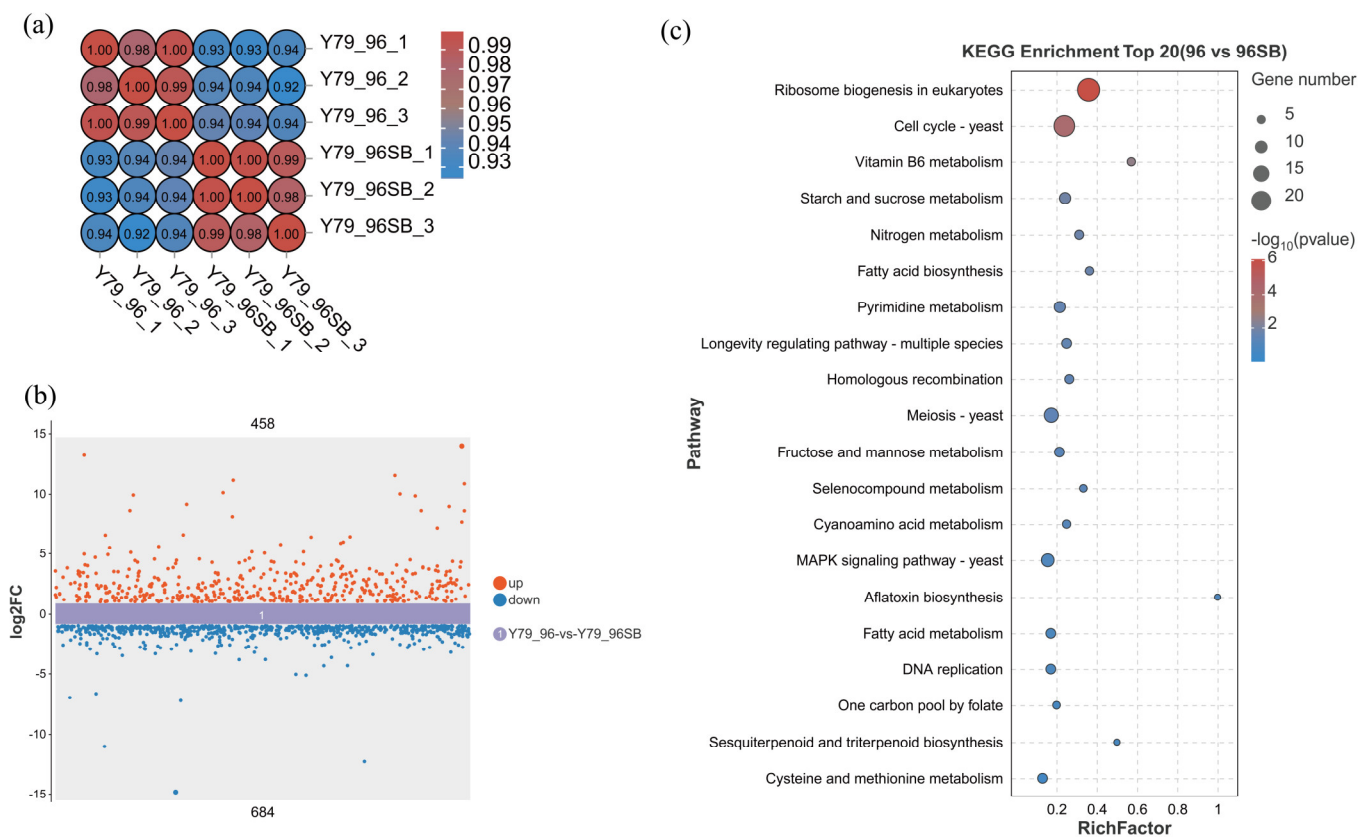 (a)
1.00 0.98 1.00 0.93 0.93 0.94 Y79_96_1
0.98 1.00 0.99 0.94 0.94 0.92 Y79_96_2
1.00 0.99 1.00 0.94 0.94 0.94 Y79_96_3
0.93 0.94 0.94 1.00 1.00 0.99 Y79_96SB_1
0.93 0.94 0.94 1.00 1.00 0.98 Y79_96SB_2
0.94 0.92 0.94 0.99 0.98 1.00 Y79_96SB_3
Y79_96_1
Y79_96_2
Y79_96_3
Y79_96SB_1
Y79_96SB_2
Y79_96SB_3
0.99
0.98
0.97
0.96
0.95
0.94
0.93
(b)
458
15
10
5
0
-5
-10
-15
log2FC
1
684
up
down
1 Y79_96-vs-Y79_96SB
(c)
KEGG Enrichment Top 20(96 vs 96SB)
Pathway
Ribosome biogenesis in eukaryotes
Cell cycle - yeast
Vitamin B6 metabolism
Starch and sucrose metabolism
Nitrogen metabolism
Fatty acid biosynthesis
Pyrimidine metabolism
Longevity regulating pathway - multiple species
Homologous recombination
Meiosis - yeast
Fructose and mannose metabolism
Selenocompound metabolism
Cyanoamino acid metabolism
MAPK signaling pathway - yeast
Aflatoxin biosynthesis
Fatty acid metabolism
DNA replication
One carbon pool by folate
Sesquiterpenoid and triterpenoid biosynthesis
Cysteine and methionine metabolism
0.2 0.4 0.6 0.8 1
RichFactor
Gene number
5
10
15
20
-log10(pvalue)
6
4
2